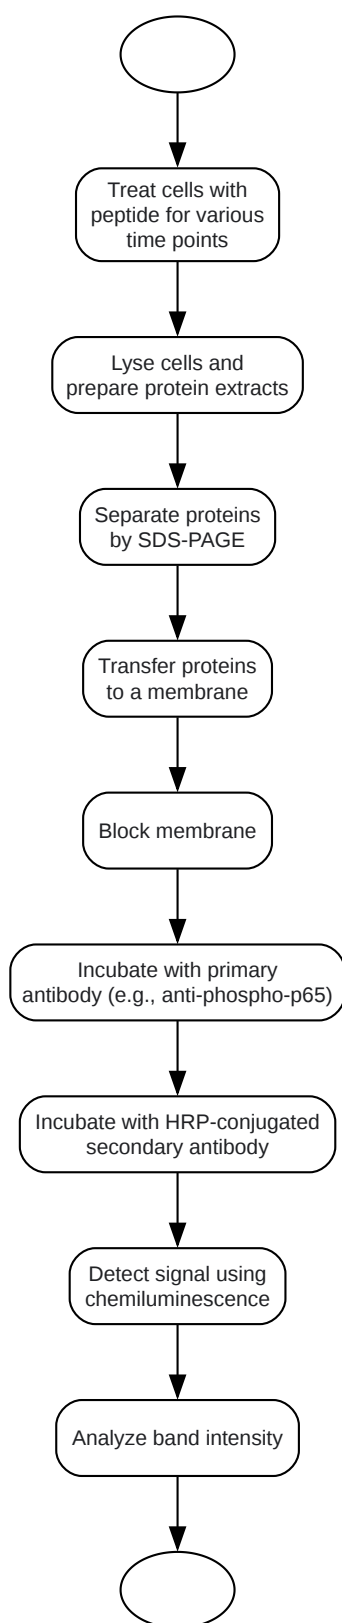 Treat cells with
peptide for various
time points
Lyse cells and
prepare protein extracts
Separate proteins
by SDS-PAGE
Transfer proteins
to a membrane
Block membrane
Incubate with primary
antibody (e.g., anti-phospho-p65)
Incubate with HRP-conjugated
secondary antibody
Detect signal using
chemiluminescence
Analyze band intensity